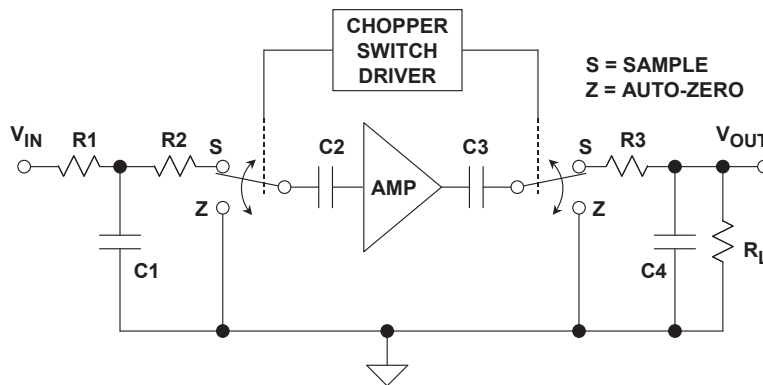 CHOPPER
SWITCH
DRIVER
S = SAMPLE
Z = AUTO-ZERO
VIN
R1
R2
S
C2
AMP
C3
S
R3
VOUT
Z
Z
C1
C4
RL